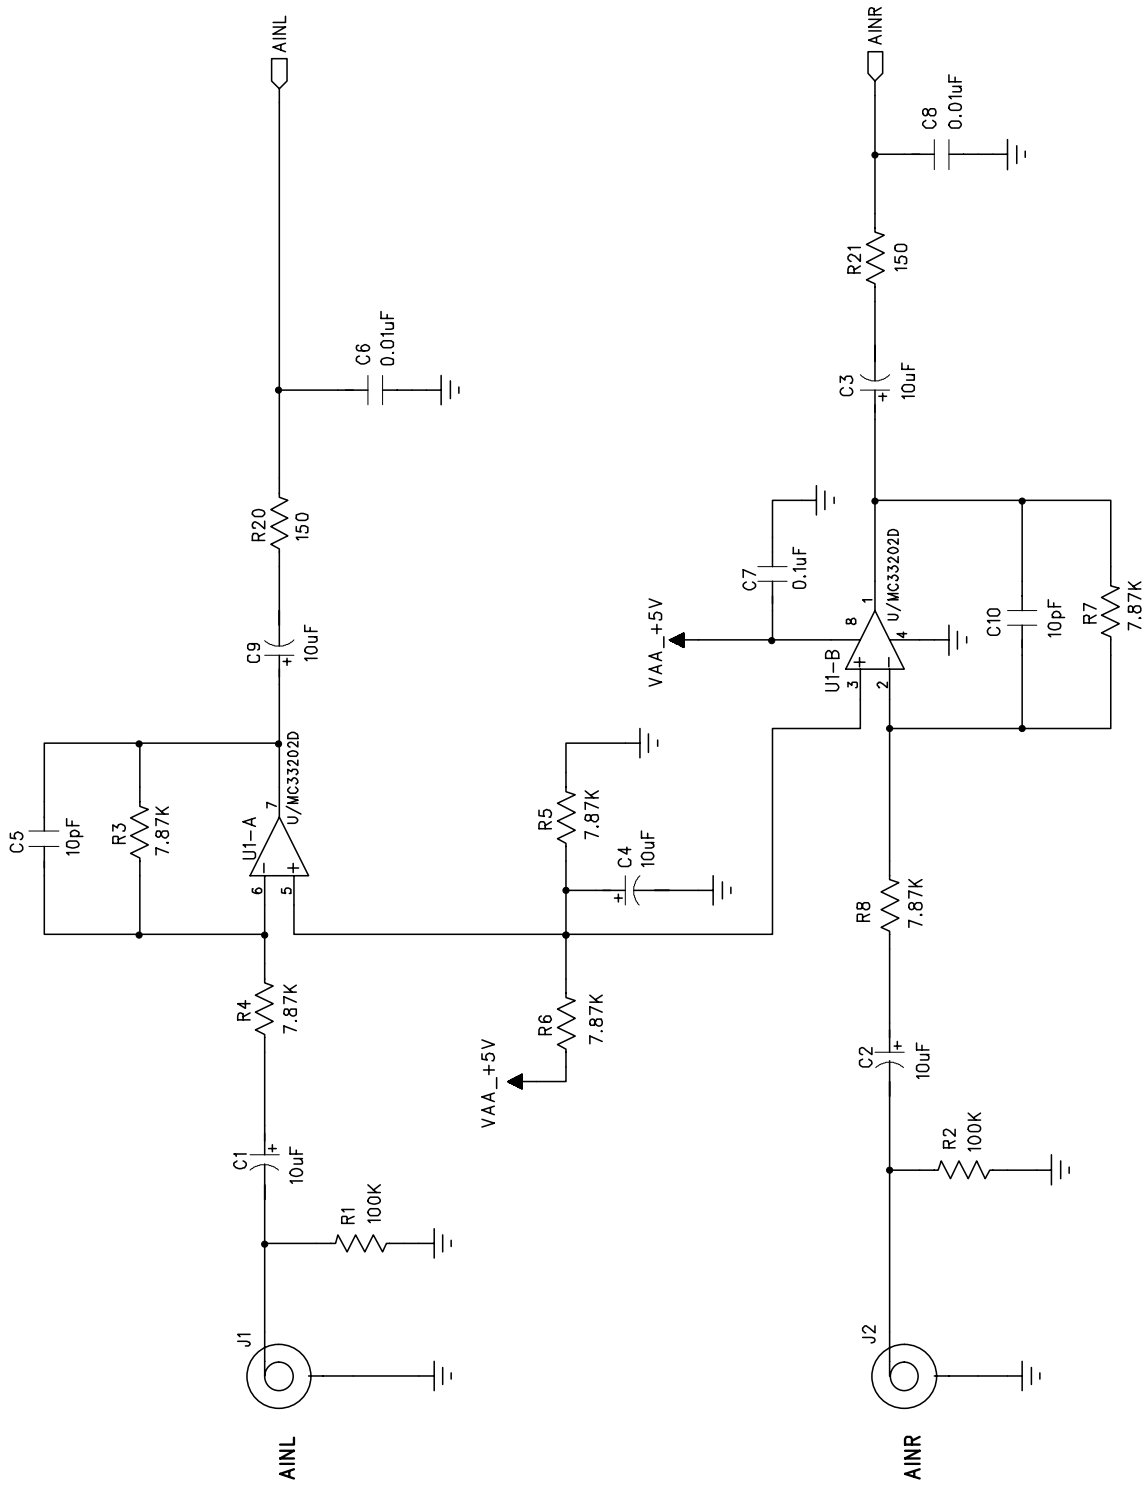 AINL
J1
R1
100K
C1
+
10uF
R4
7.87K
C5
10pF
R3
7.87K
6
5
U1-A
7
U/MC33202D
C9
+
10uF
R20
150
C6
0.01uF
AINL
VAA_+5V
R6
7.87K
C4
+
10uF
R5
7.87K
AINR
J2
R2
100K
C2
+
10uF
R8
7.87K
VAA_+5V
C7
0.1uF
U1-B
3
2
8
4
1
U/MC33202D
C10
10pF
R7
7.87K
C3
+
10uF
R21
150
C8
0.01uF
AINR